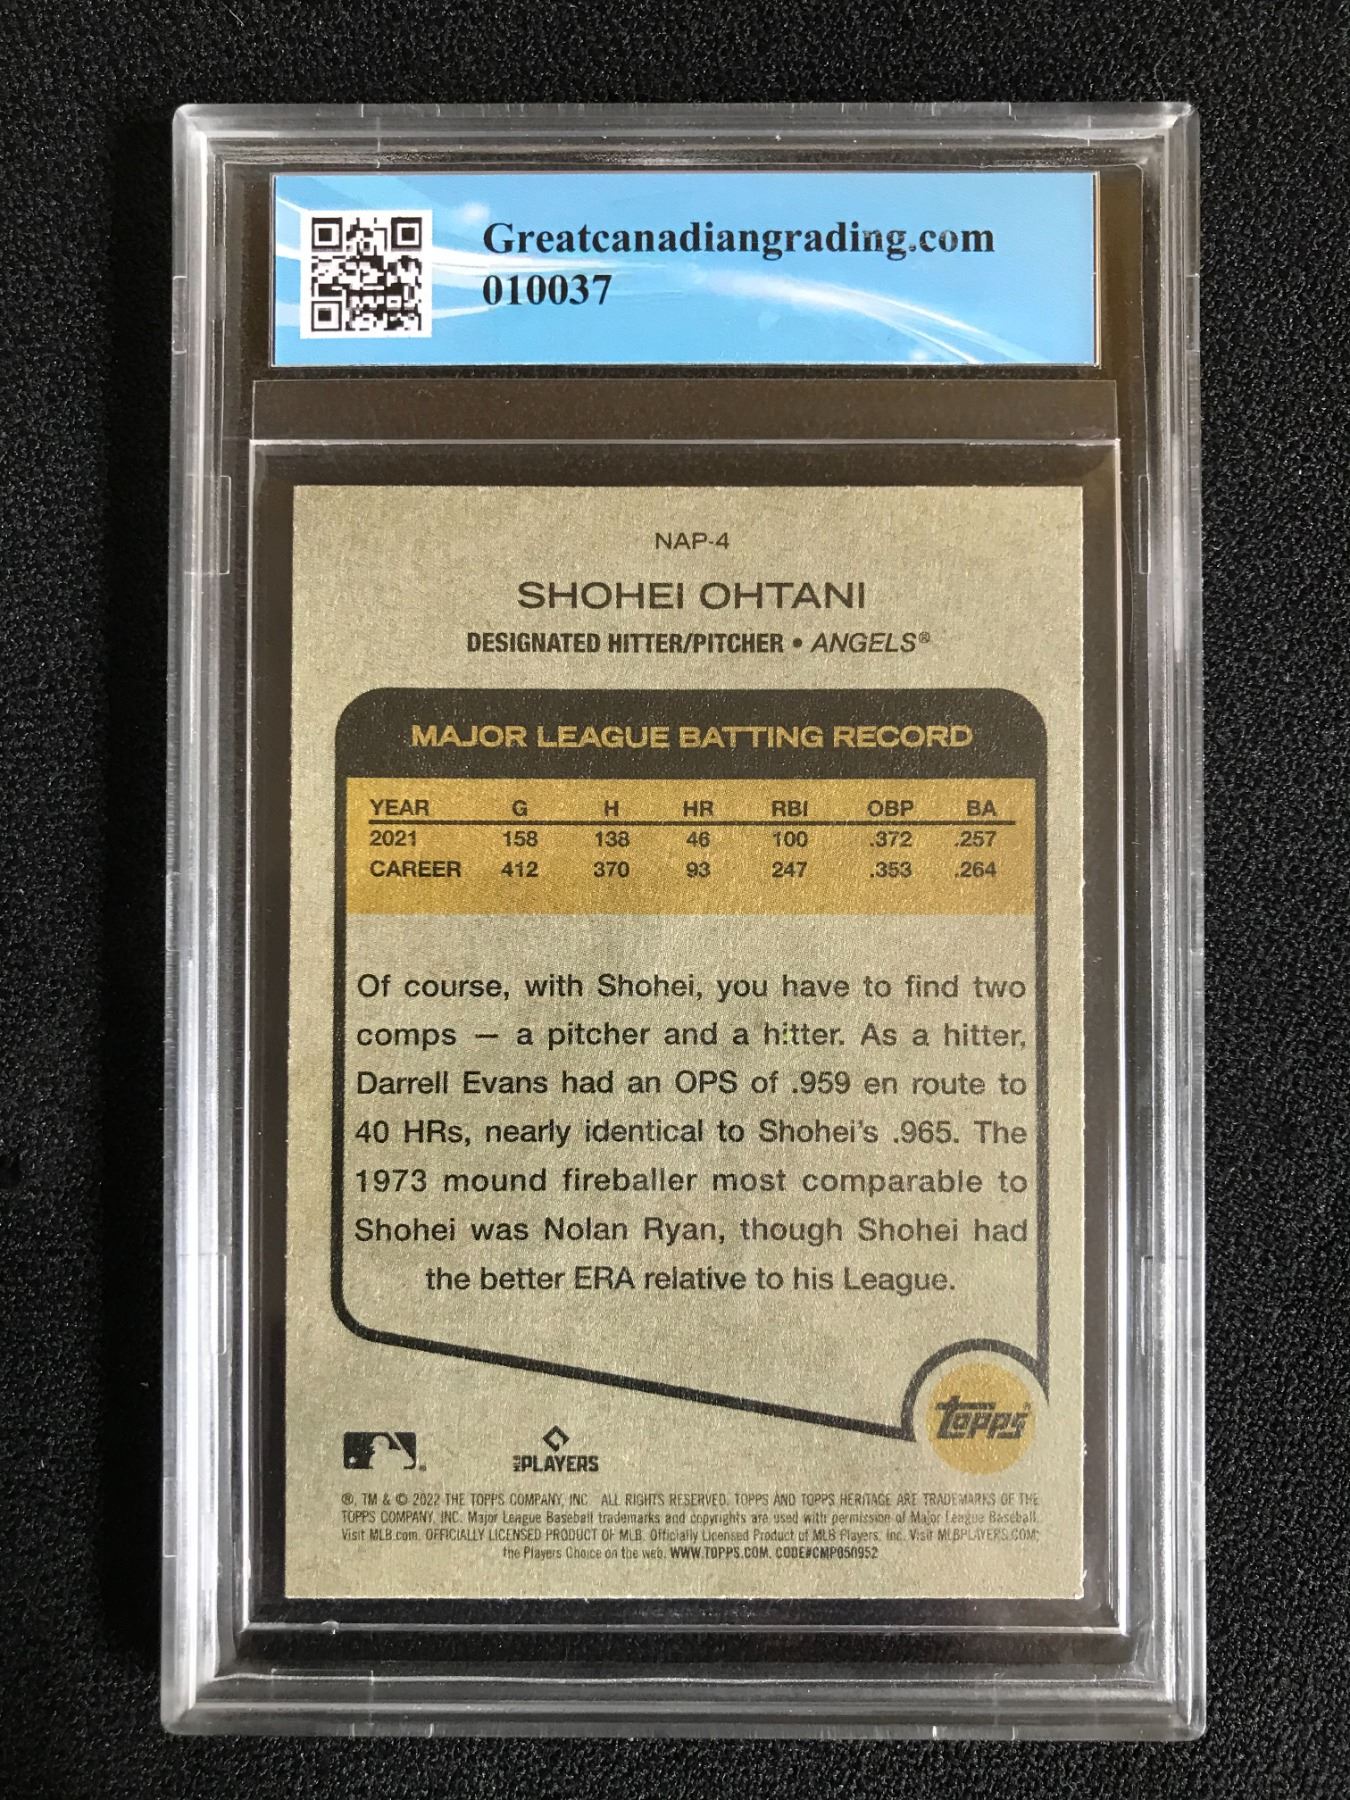 Greatcanadiangrading.com
010037
NAP-4
SHOHEI OHTANI
DESIGNATED HITTER/PITCHER • ANGELS®
MAJOR LEAGUE BATTING RECORD
YEAR G H HR RBI OBP BA
2021 158 138 46 100 .372 .257
CAREER 412 370 93 247 .353 .264
Of course, with Shohei, you have to find two
comps — a pitcher and a hitter. As a hitter,
Darrell Evans had an OPS of .959 en route to
40 HRs, nearly identical to Shohei's .965. The
1973 mound fireballer most comparable to
Shohei was Nolan Ryan, though Shohei had
the better ERA relative to his League.
topps®
MLB PLAYERS
®, TM & © 2022 THE TOPPS COMPANY, INC. ALL RIGHTS RESERVED. TOPPS AND TOPPS HERITAGE ARE TRADEMARKS OF THE
TOPPS COMPANY, INC. Major League Baseball trademarks and copyrights are used with permission of Major League Baseball.
Visit MLB.com. OFFICIALLY LICENSED PRODUCT OF MLB. Officially Licensed Product of MLB Players, Inc. Visit MLBPLAYERS.COM,
the Players Choice on the web. WWW.TOPPS.COM. CODE#CMP050952